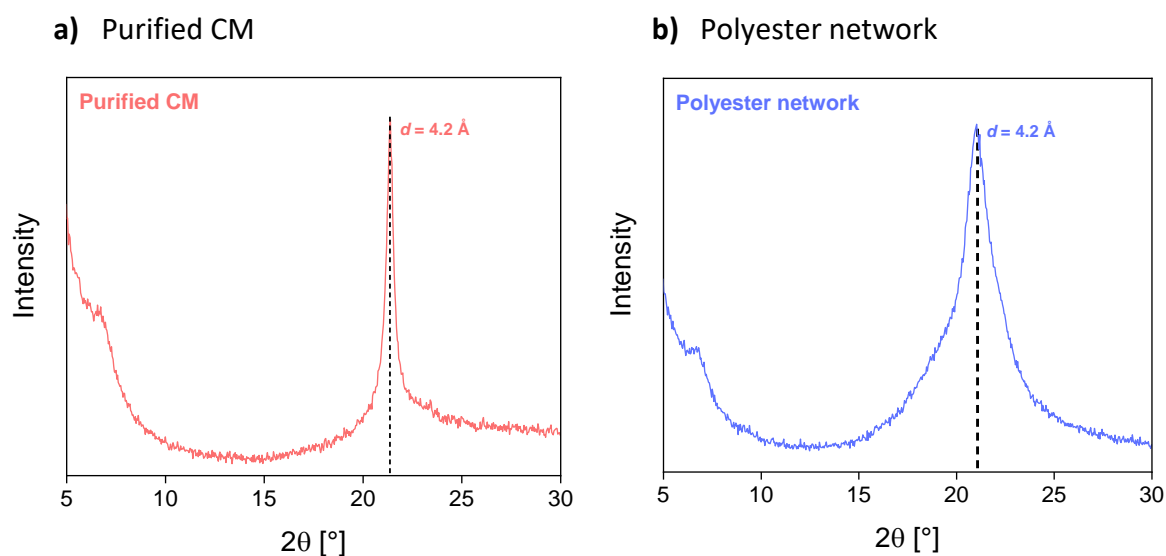 a) Purified CM
Purified CM
d = 4.2 Å
Intensity
5 10 15 20 25 30
2θ [°]
b) Polyester network
Polyester network
d = 4.2 Å
Intensity
5 10 15 20 25 30
2θ [°]